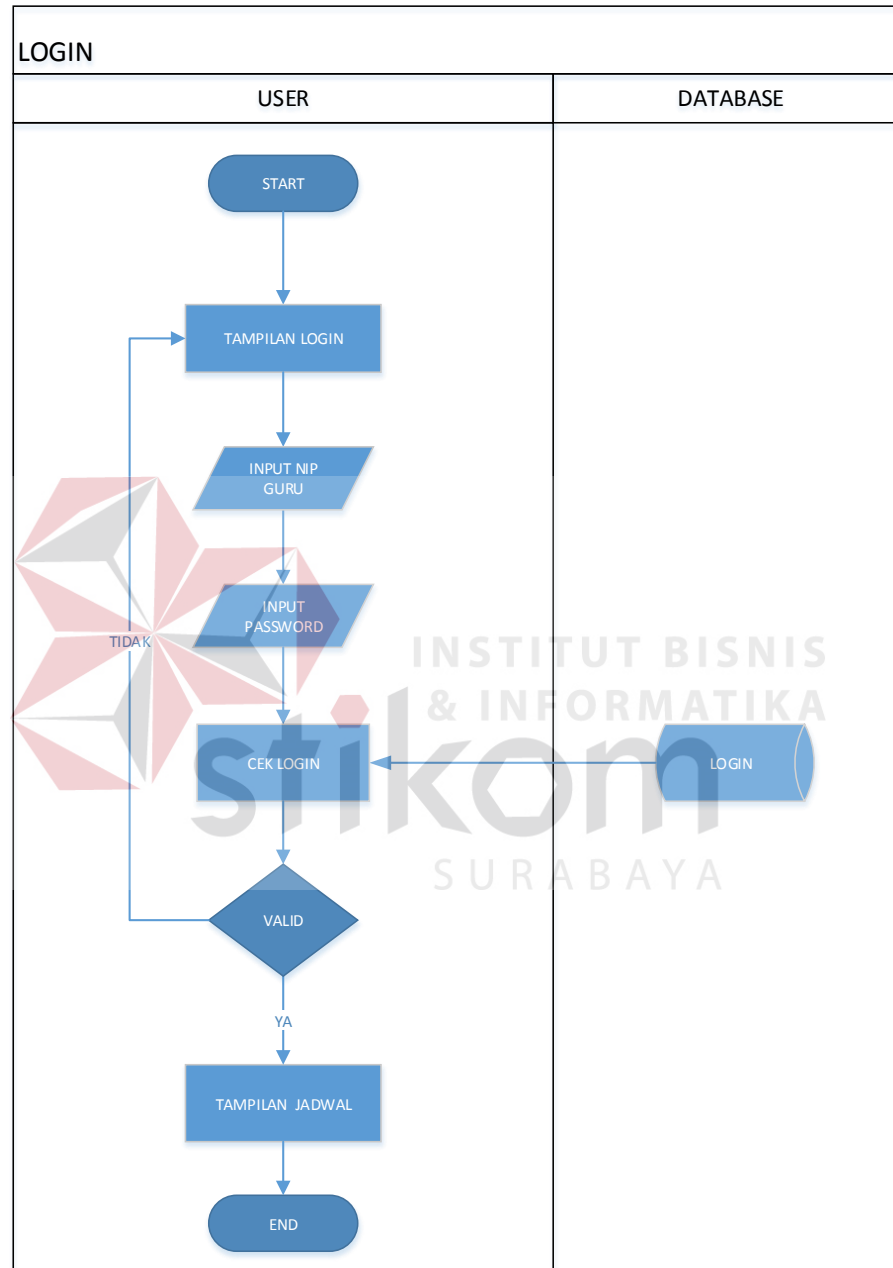 LOGIN
USER
DATABASE
START
TAMPILAN LOGIN
INPUT NIP
GURU
INPUT
PASSWORD
TIDAK
INSTITUT BISNIS
& INFORMATIKA
stikom
SURABAYA
CEK LOGIN
LOGIN
VALID
YA
TAMPILAN JADWAL
END